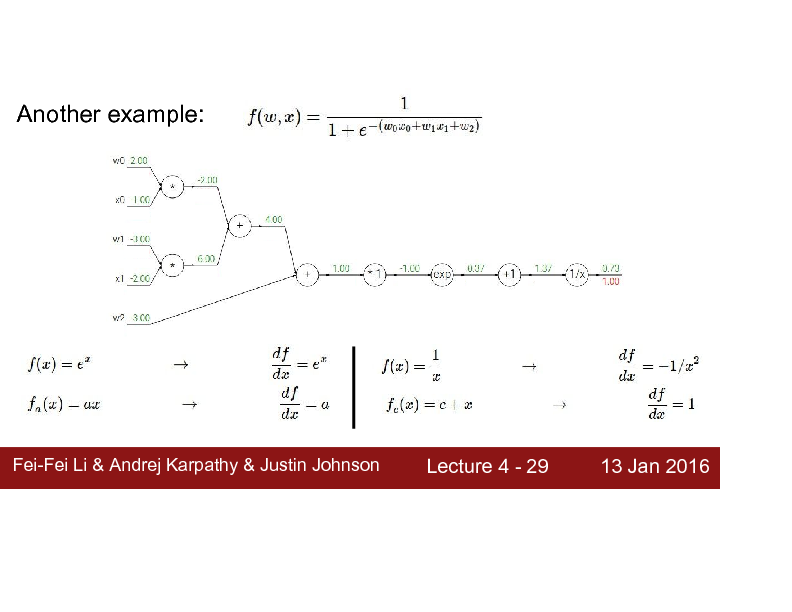 Another example: f(w, x) = 1 / (1 + e^{-(w_0x_0+w_1x_1+w_2)})
w0 2.00
-2.00
*
x0 -1.00
4.00
+
w1 -3.00
6.00
*
x1 -2.00
+ 1.00 *-1 -1.00 exp 0.37 +1 1.37 1/x 0.73
1.00
w2 -3.00
f(x) = e^x → df/dx = e^x
f_a(x) = ax → df/dx = a
f(x) = 1/x → df/dx = -1/x^2
f_c(x) = c + x → df/dx = 1
Fei-Fei Li & Andrej Karpathy & Justin Johnson Lecture 4 - 29 13 Jan 2016